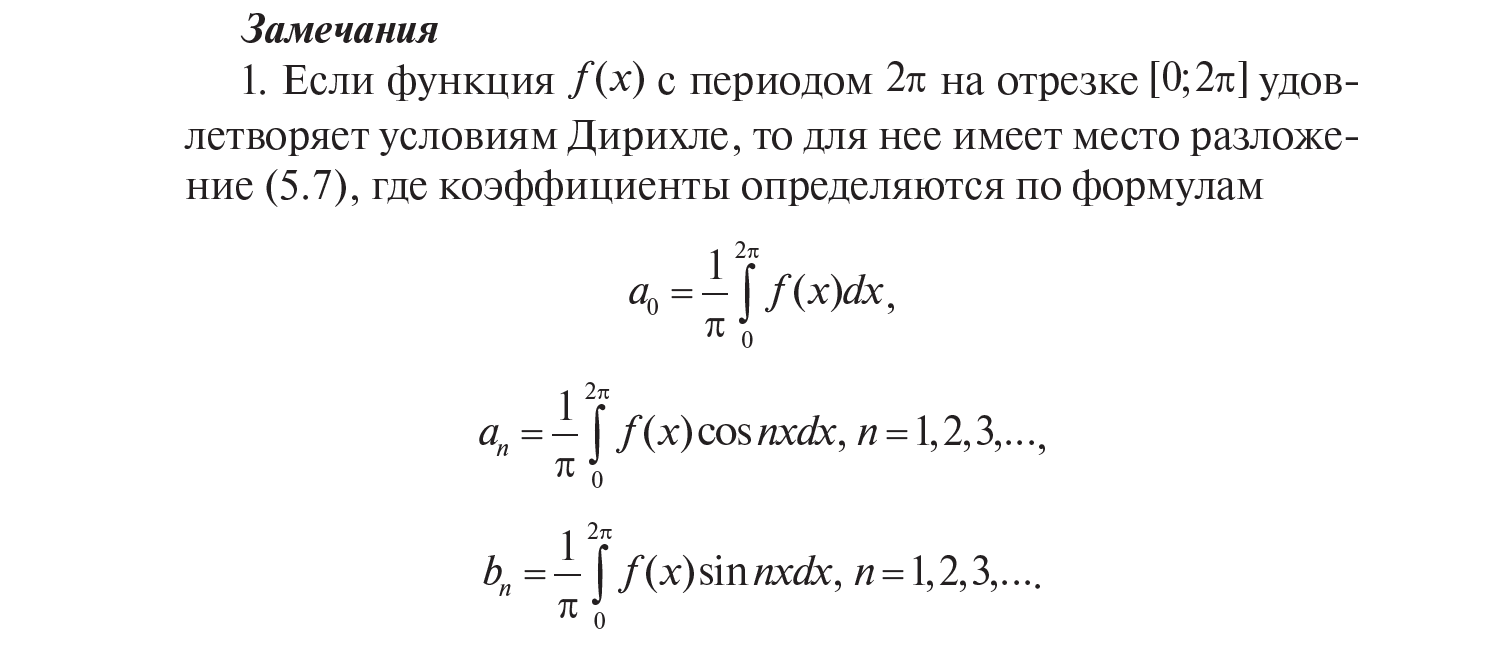 Замечания
1. Если функция f(x) с периодом 2π на отрезке [0;2π] удов-
летворяет условиям Дирихле, то для нее имеет место разложе-
ние (5.7), где коэффициенты определяются по формулам
a₀ = 1/π ∫₀^{2π} f(x)dx,
aₙ = 1/π ∫₀^{2π} f(x)cos nxdx, n = 1,2,3,...,
bₙ = 1/π ∫₀^{2π} f(x)sin nxdx, n = 1,2,3,....